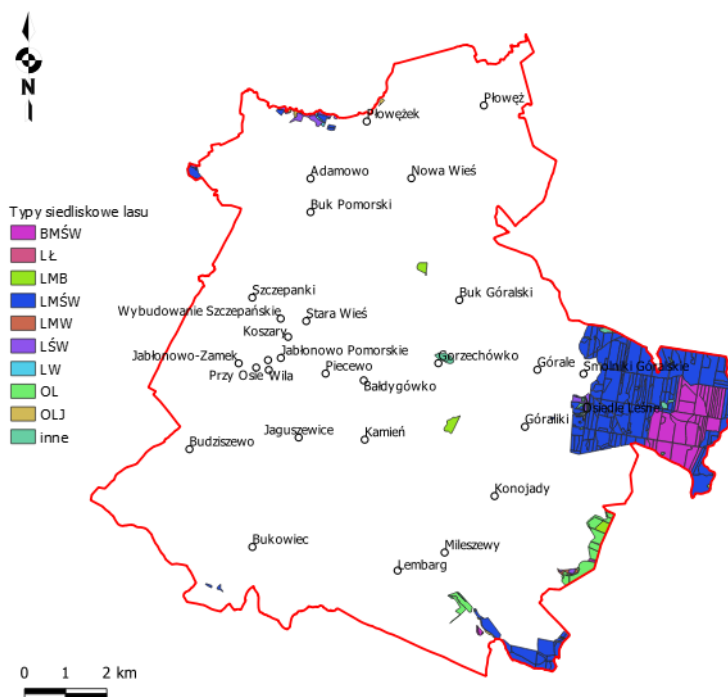 N
Płowęż
Płowężek
Adamowo
Nowa Wieś
Buk Pomorski
Typy siedliskowe lasu
BMŚW
LŁ
LMB
LMŚW
LMW
LŚW
LW
OL
OLJ
inne
Szczepanki
Buk Góralski
Wybudowanie Szczepańskie
Stara Wieś
Koszary
Jabłonowo-Zamek
Jabłonowo Pomorskie
Gorzechówko
Górale
Smolniki Góralskie
Przy Osie
Wila
Piecewo
Bałdygówko
Osiedle Leśne
Jaguszewice
Kamień
Góraliki
Budziszewo
Konojady
Bukowiec
Mileszewy
Lembarg
0 1 2 km